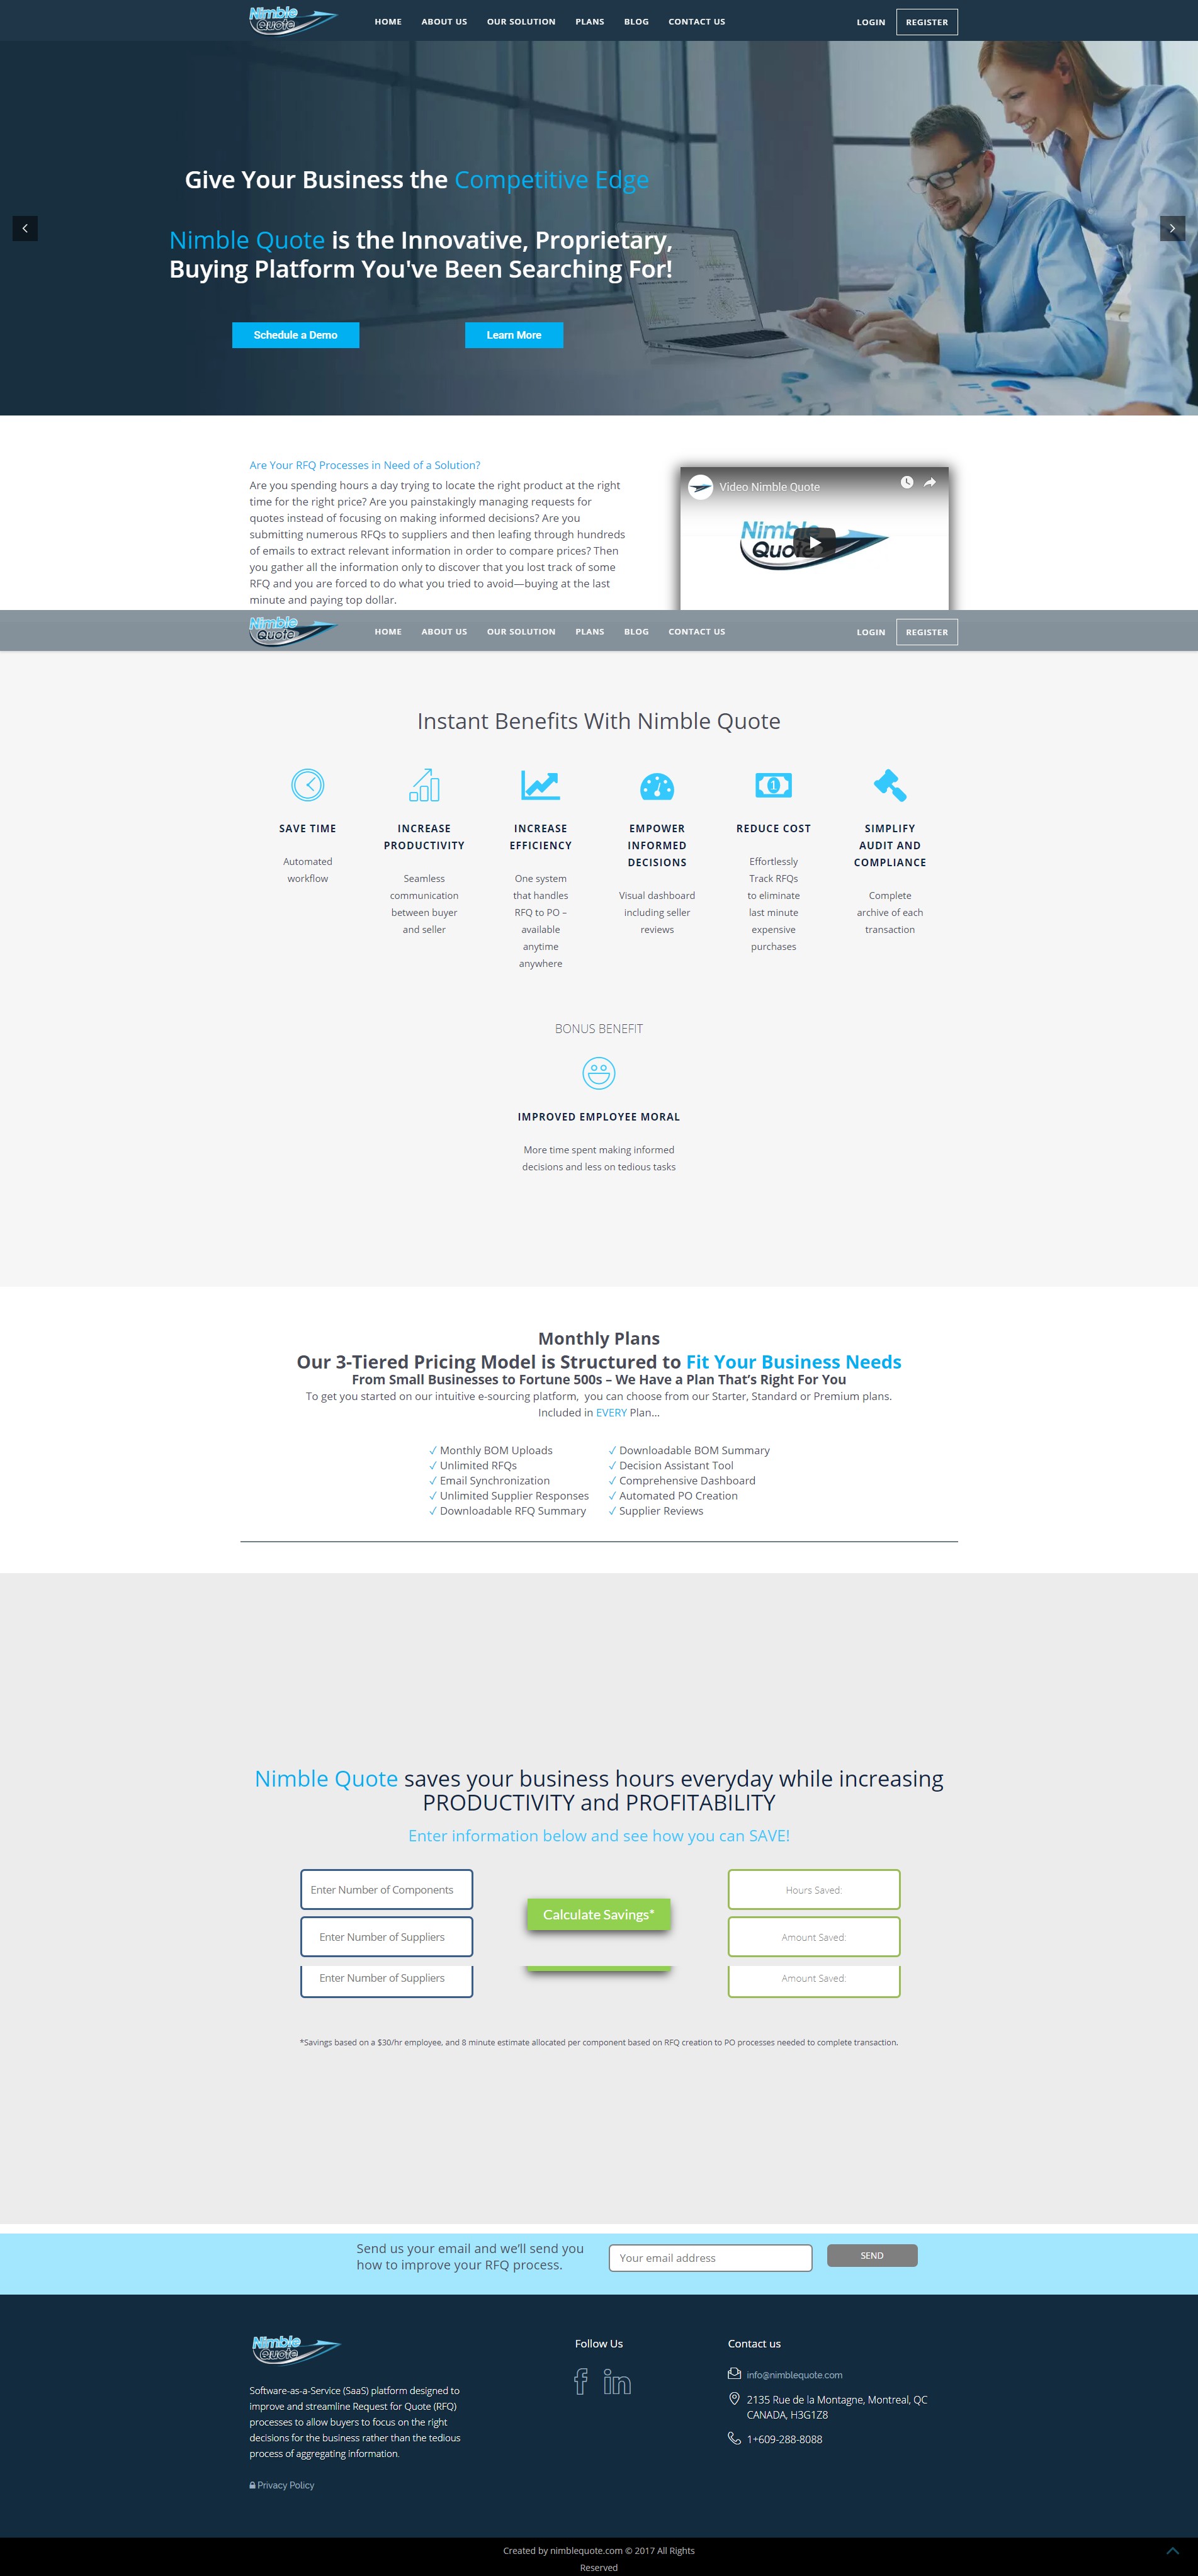 Nimble
Quote
HOME ABOUT US OUR SOLUTION PLANS BLOG CONTACT US LOGIN REGISTER
Give Your Business the Competitive Edge
Nimble Quote is the Innovative, Proprietary,
Buying Platform You've Been Searching For!
Schedule a Demo Learn More
Are Your RFQ Processes in Need of a Solution?
Are you spending hours a day trying to locate the right product at the right
time for the right price? Are you painstakingly managing requests for
quotes instead of focusing on making informed decisions? Are you
submitting numerous RFQs to suppliers and then leafing through hundreds
of emails to extract relevant information in order to compare prices? Then
you gather all the information only to discover that you lost track of some
RFQ and you are forced to do what you tried to avoid—buying at the last
minute and paying top dollar.
Video Nimble Quote
Nimble
Quote
Nimble
Quote
HOME ABOUT US OUR SOLUTION PLANS BLOG CONTACT US LOGIN REGISTER
Instant Benefits With Nimble Quote
SAVE TIME
Automated
workflow
INCREASE
PRODUCTIVITY
Seamless
communication
between buyer
and seller
INCREASE
EFFICIENCY
One system
that handles
RFQ to PO –
available
anytime
anywhere
EMPOWER
INFORMED
DECISIONS
Visual dashboard
including seller
reviews
REDUCE COST
Effortlessly
Track RFQs
to eliminate
last minute
expensive
purchases
SIMPLIFY
AUDIT AND
COMPLIANCE
Complete
archive of each
transaction
BONUS BENEFIT
IMPROVED EMPLOYEE MORAL
More time spent making informed
decisions and less on tedious tasks
Monthly Plans
Our 3-Tiered Pricing Model is Structured to Fit Your Business Needs
From Small Businesses to Fortune 500s – We Have a Plan That's Right For You
To get you started on our intuitive e-sourcing platform, you can choose from our Starter, Standard or Premium plans.
Included in EVERY Plan...
✓ Monthly BOM Uploads
✓ Unlimited RFQs
✓ Email Synchronization
✓ Unlimited Supplier Responses
✓ Downloadable RFQ Summary
✓ Downloadable BOM Summary
✓ Decision Assistant Tool
✓ Comprehensive Dashboard
✓ Automated PO Creation
✓ Supplier Reviews
Nimble Quote saves your business hours everyday while increasing
PRODUCTIVITY and PROFITABILITY
Enter information below and see how you can SAVE!
Enter Number of Components
Enter Number of Suppliers
Enter Number of Suppliers
Calculate Savings*
Hours Saved:
Amount Saved:
Amount Saved:
*Savings based on a $30/hr employee, and 8 minute estimate allocated per component based on RFQ creation to PO processes needed to complete transaction.
Send us your email and we'll send you
how to improve your RFQ process.
Your email address
SEND
Nimble
Quote
Software-as-a-Service (SaaS) platform designed to
improve and streamline Request for Quote (RFQ)
processes to allow buyers to focus on the right
decisions for the business rather than the tedious
process of aggregating information.
Privacy Policy
Follow Us
Contact us
info@nimblequote.com
2135 Rue de la Montagne, Montreal, QC
CANADA, H3G1Z8
1+609-288-8088
Created by nimblequote.com © 2017 All Rights
Reserved